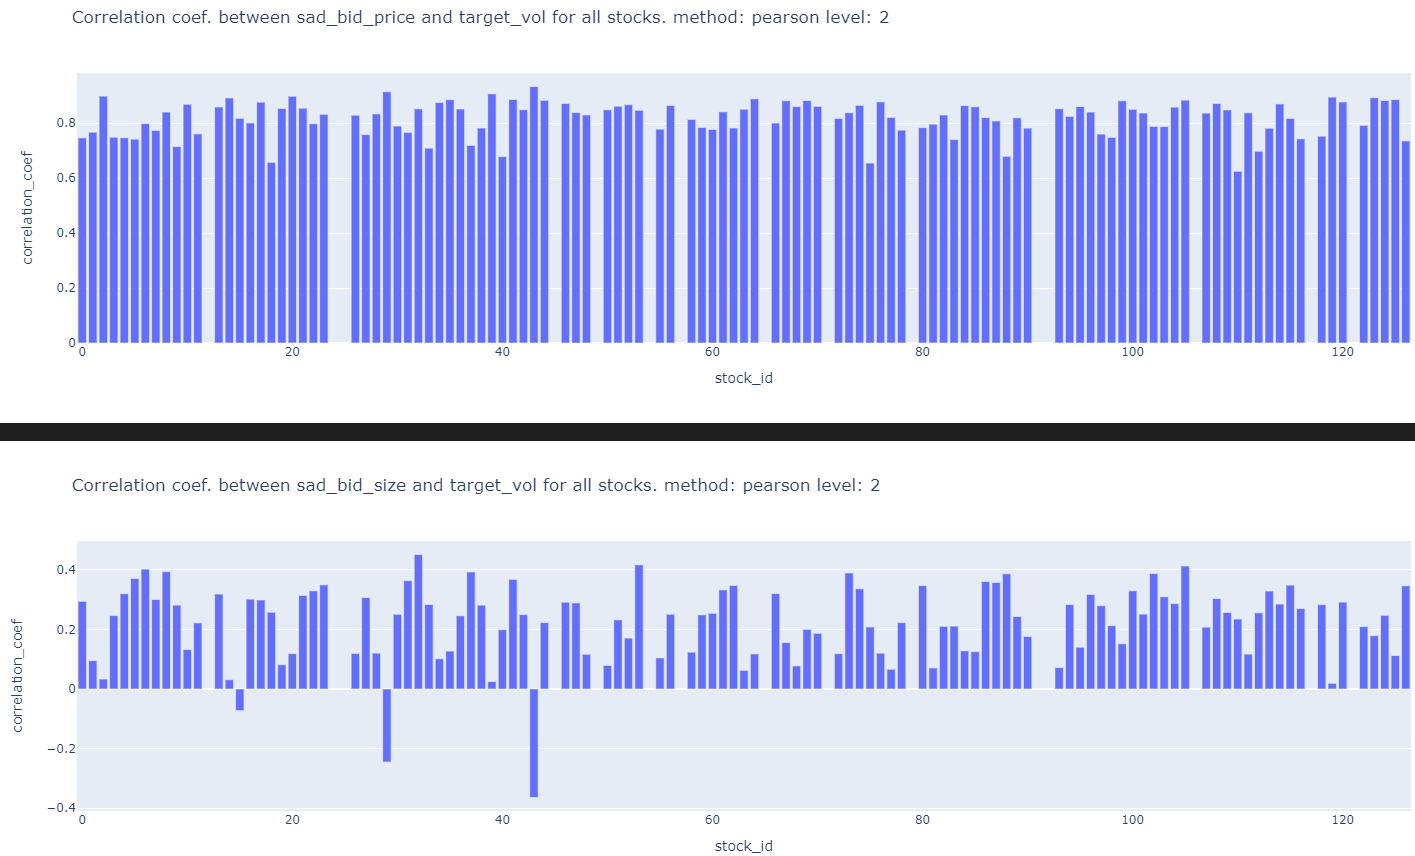 Correlation coef. between sad_bid_price and target_vol for all stocks. method: pearson level: 2
0.8
0.6
0.4
0.2
0
correlation_coef
0 20 40 60 80 100 120
stock_id
Correlation coef. between sad_bid_size and target_vol for all stocks. method: pearson level: 2
0.4
0.2
0
−0.2
−0.4
correlation_coef
0 20 40 60 80 100 120
stock_id